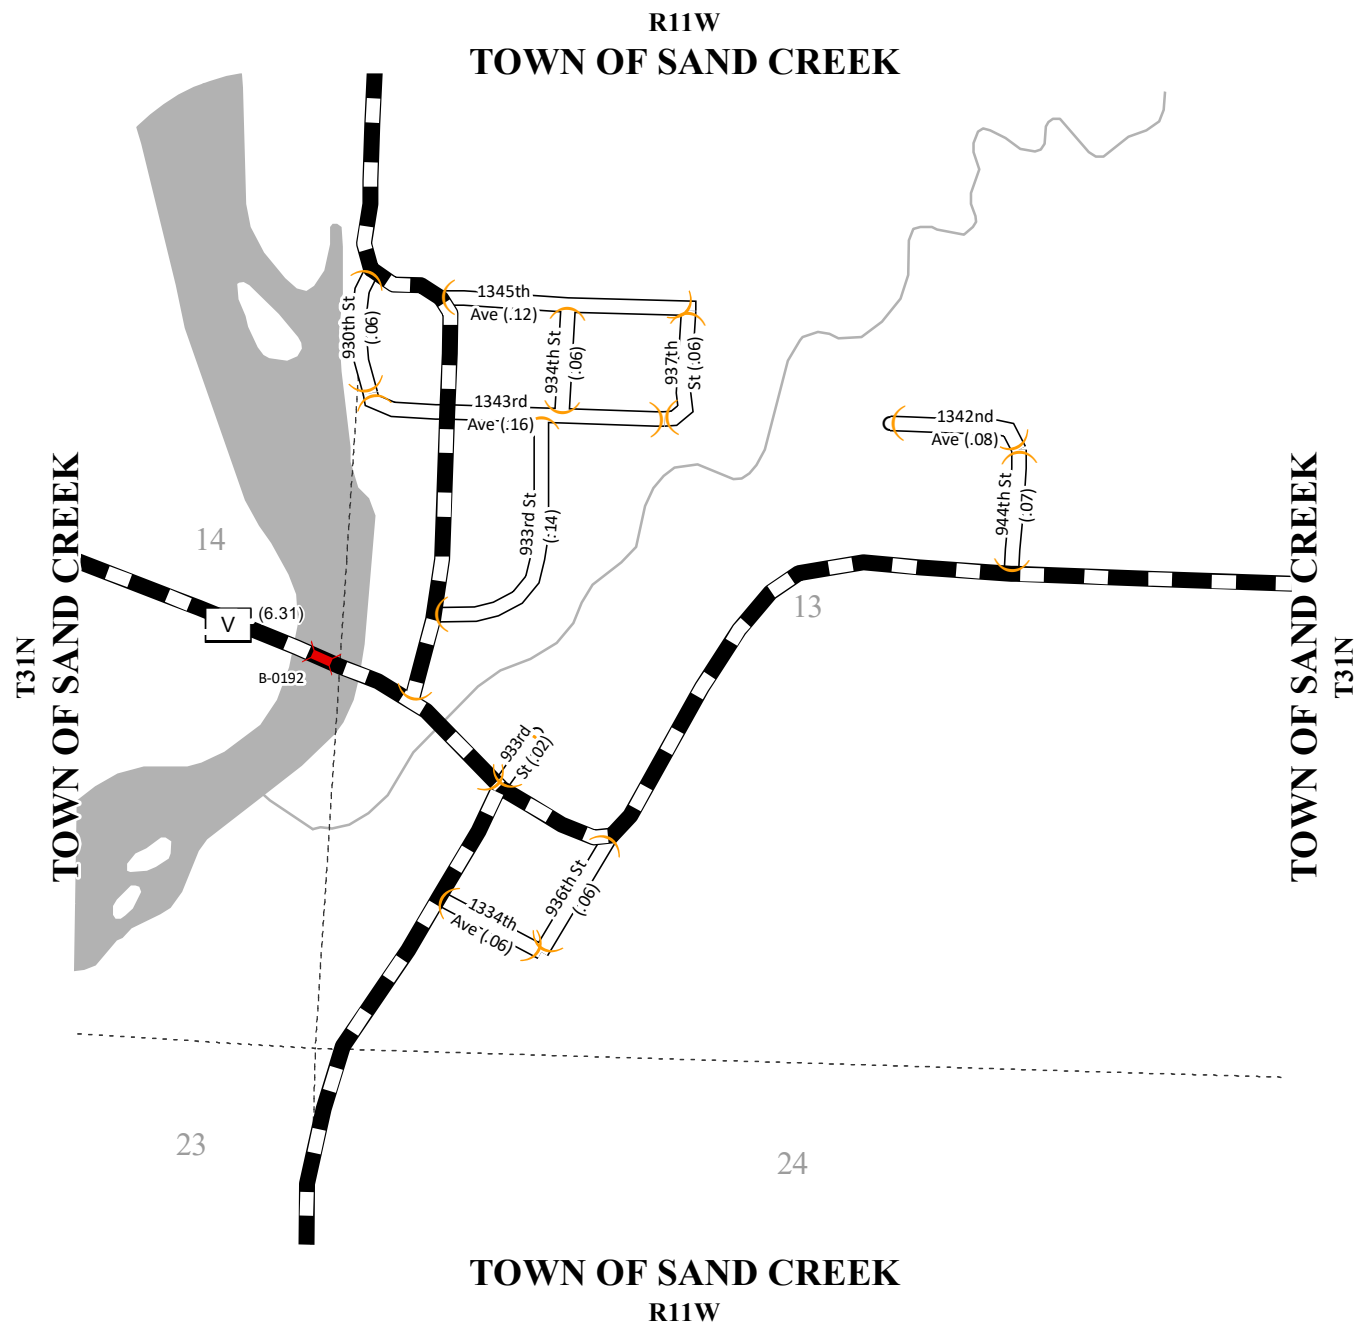 R11W
TOWN OF SAND CREEK
1345th
Ave (.12)
930th St
(.06)
934th St
(.06)
937th
St (.06)
1343rd
Ave (.16)
1342nd
Ave (.08)
944th St
(.07)
933rd St
(.14)
14
13
V
(6.31)
B-0192
T31N
TOWN OF SAND CREEK
TOWN OF SAND CREEK
T31N
933rd
St (.02)
936th St
(.06)
1334th
Ave (.06)
23
24
TOWN OF SAND CREEK
R11W